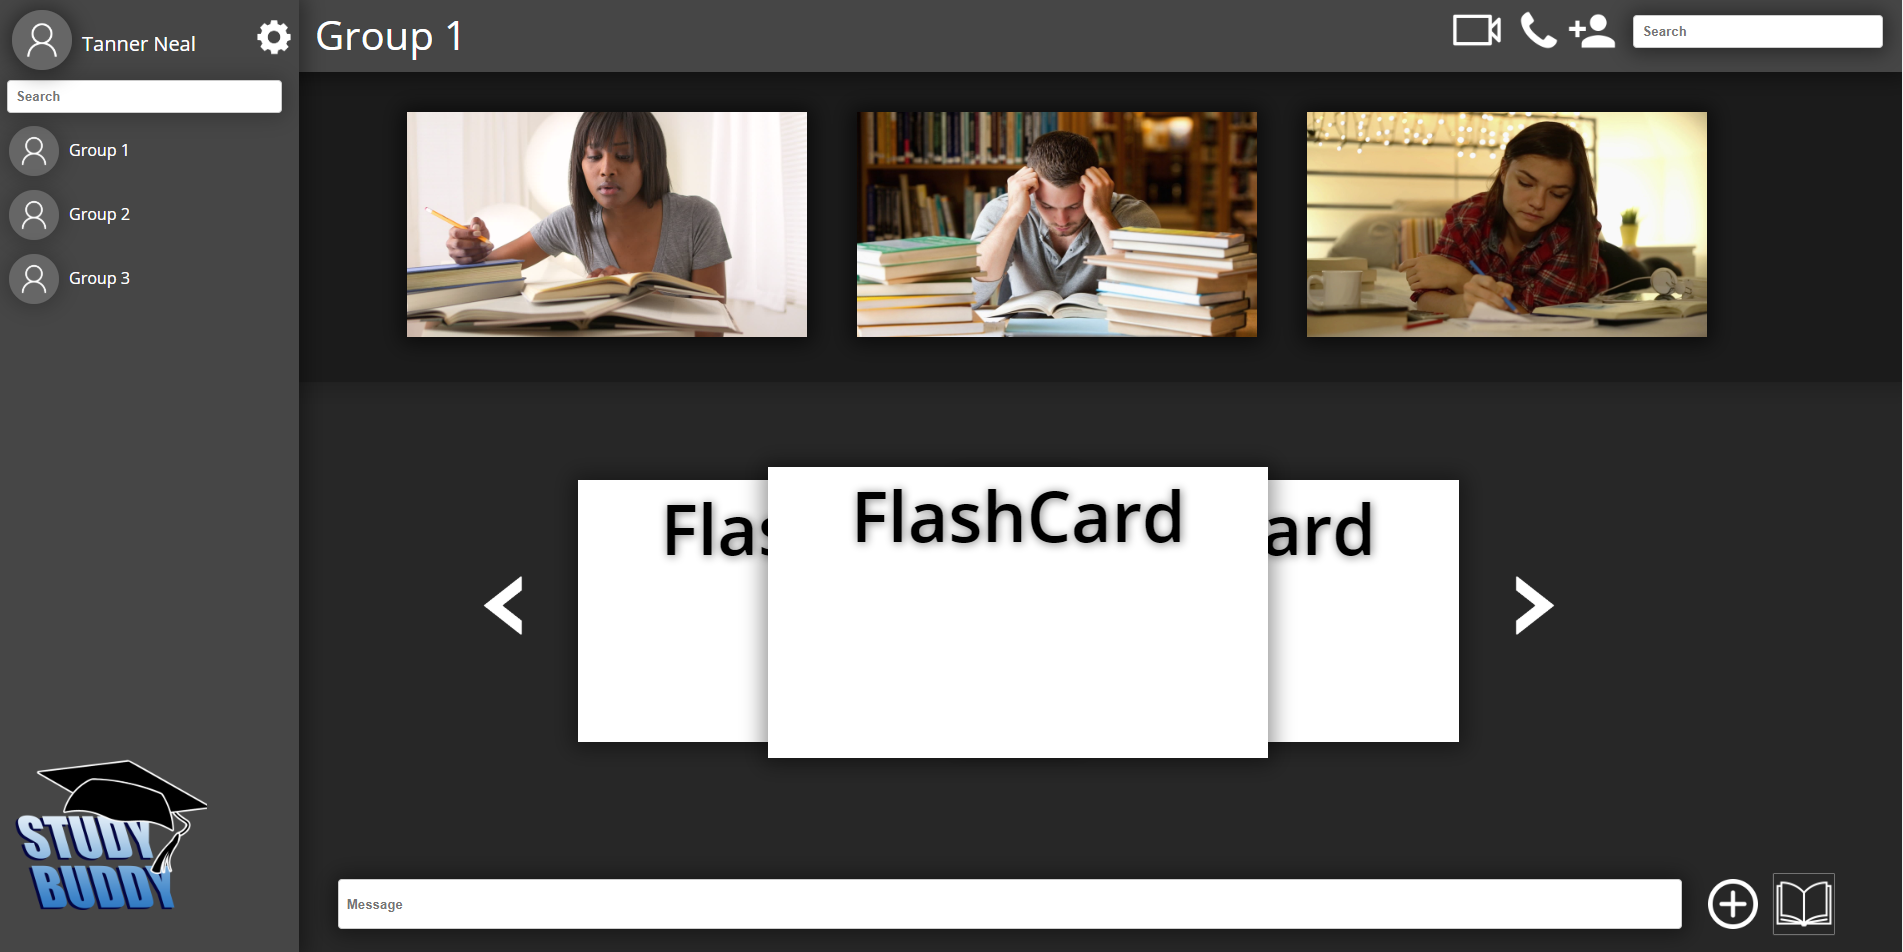 Tanner Neal
Search
Group 1
Group 2
Group 3
STUDY
BUDDY
Group 1
Search
Flas
FlashCard
ard
Message